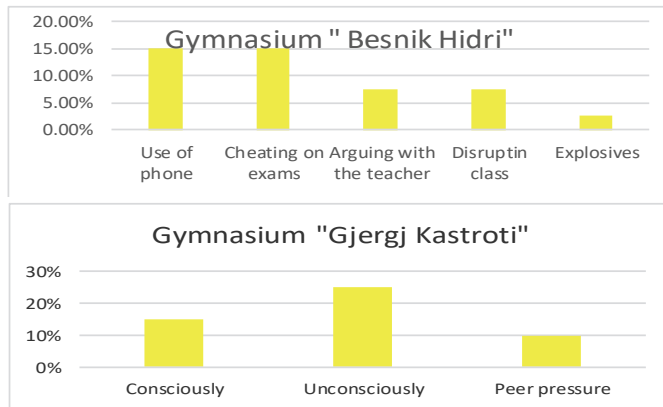 Gymnasium " Besnik Hidri"
20.00%
15.00%
10.00%
5.00%
0.00%
Use of phone
Cheating on exams
Arguing with the teacher
Disruptin class
Explosives
Gymnasium "Gjergj Kastroti"
30%
20%
10%
0%
Consciously
Unconsciously
Peer pressure